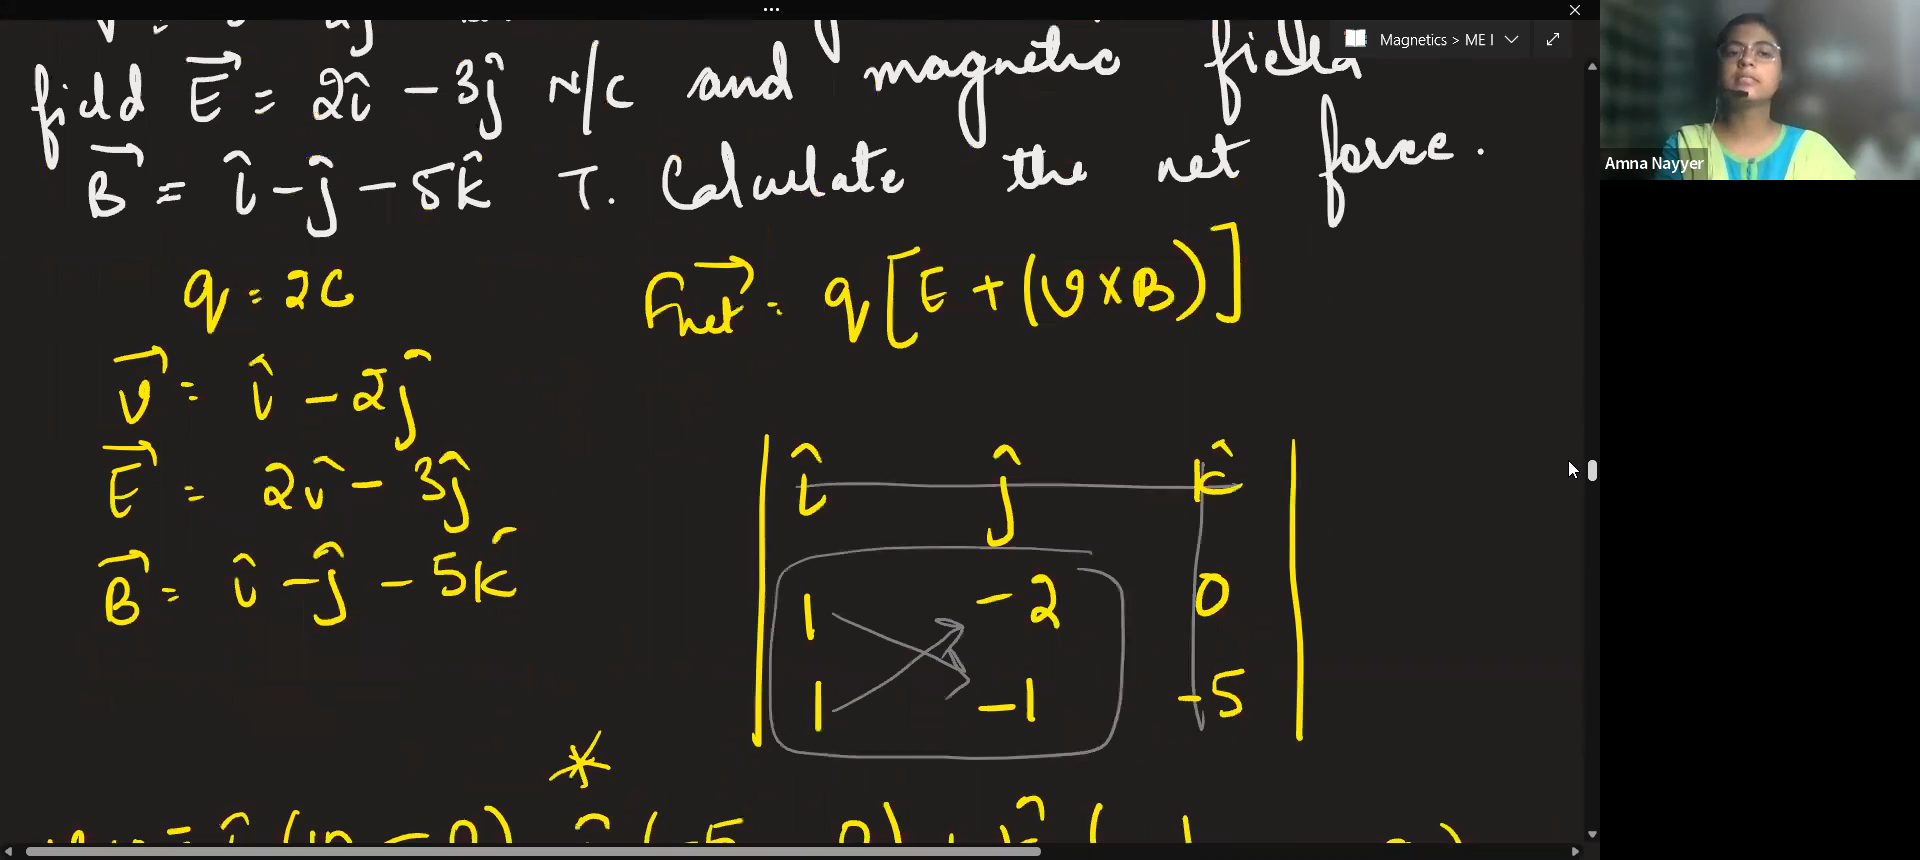 Magnetics > ME I
field E⃗ = 2î - 3ĵ N/C and magnetic field
B⃗ = î - ĵ - 5k̂ T. Calculate the net force.
q = 2C
F⃗net = q[E + (v × B)]
v⃗ = î - 2ĵ
E⃗ = 2î - 3ĵ
B⃗ = î - ĵ - 5k̂
î ĵ k̂
1 -2 0
1 -1 -5
*
Amna Nayyer